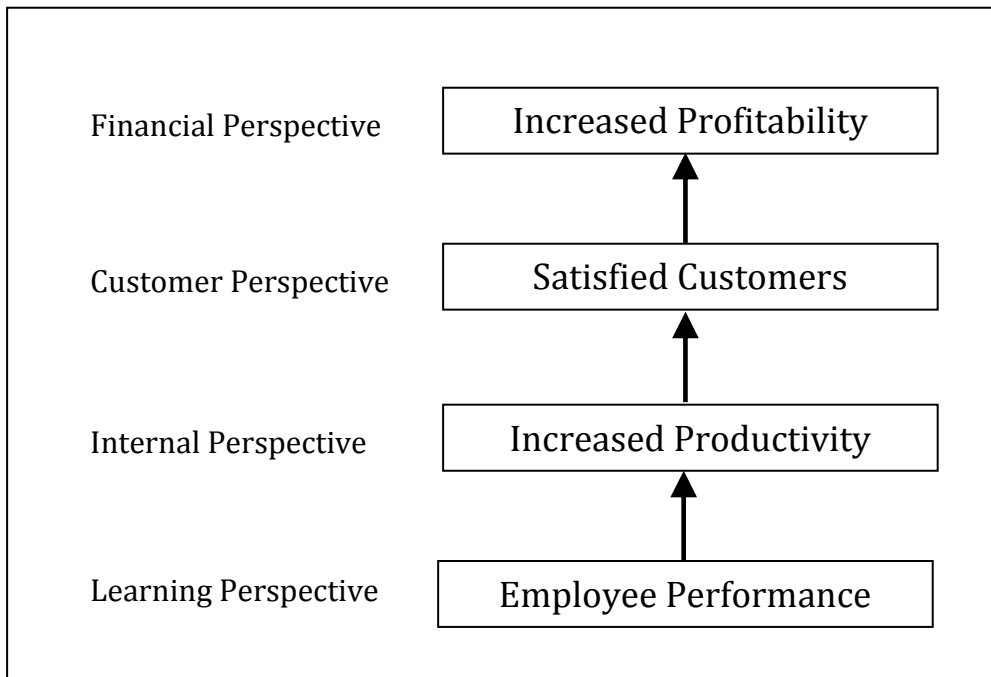 Financial Perspective
Increased Profitability
Customer Perspective
Satisfied Customers
Internal Perspective
Increased Productivity
Learning Perspective
Employee Performance